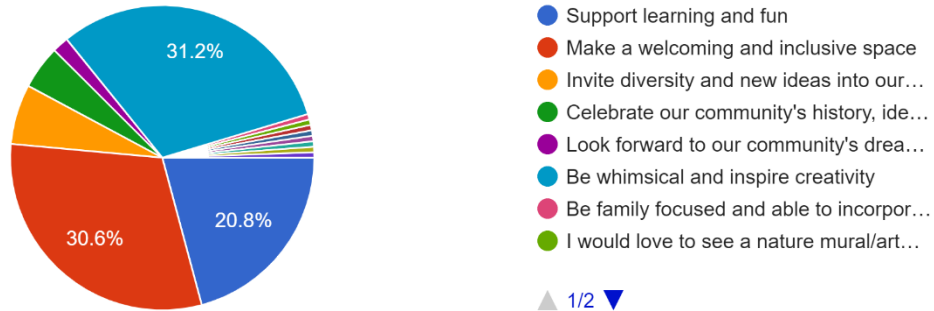 31.2%
30.6%
20.8%
Support learning and fun
Make a welcoming and inclusive space
Invite diversity and new ideas into our…
Celebrate our community's history, ide…
Look forward to our community's drea…
Be whimsical and inspire creativity
Be family focused and able to incorpor…
I would love to see a nature mural/art…
1/2